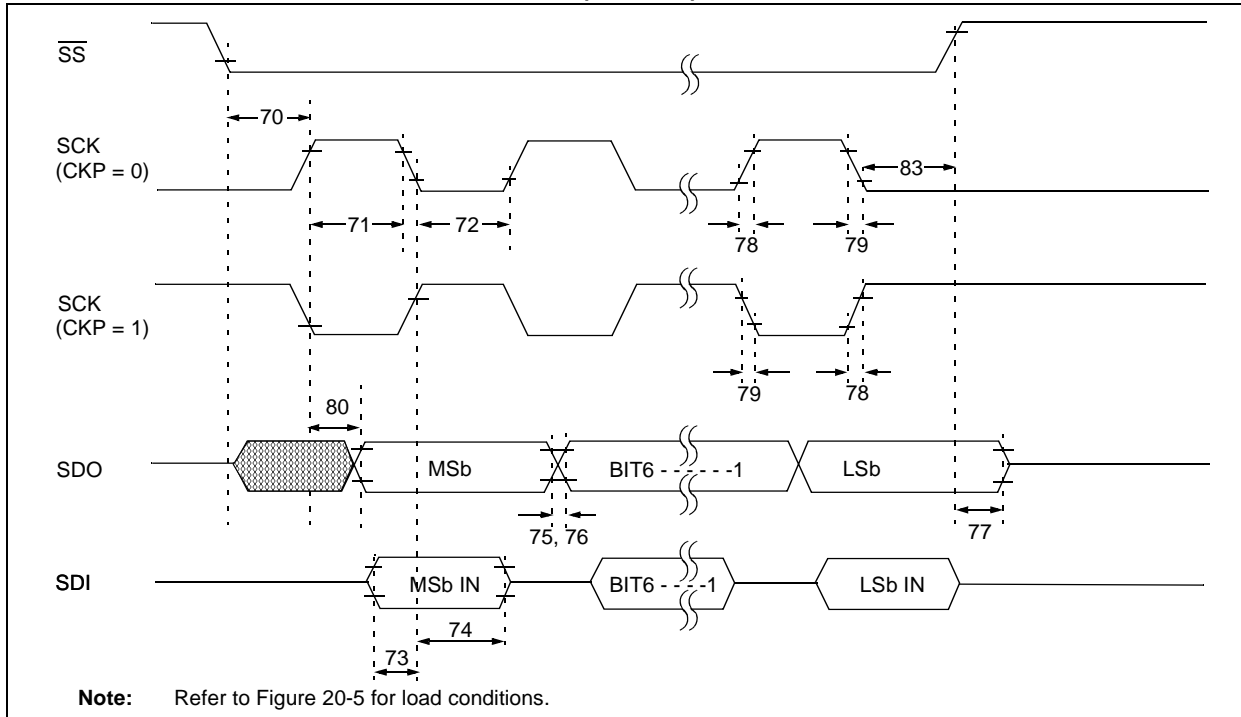 SS
70
SCK
(CKP = 0)
83
71
72
78
79
SCK
(CKP = 1)
79
78
80
SDO
MSb
BIT6 - - - - - - -1
LSb
75, 76
77
SDI
MSb IN
BIT6 - - - - -1
LSb IN
74
73
Note: Refer to Figure 20-5 for load conditions.